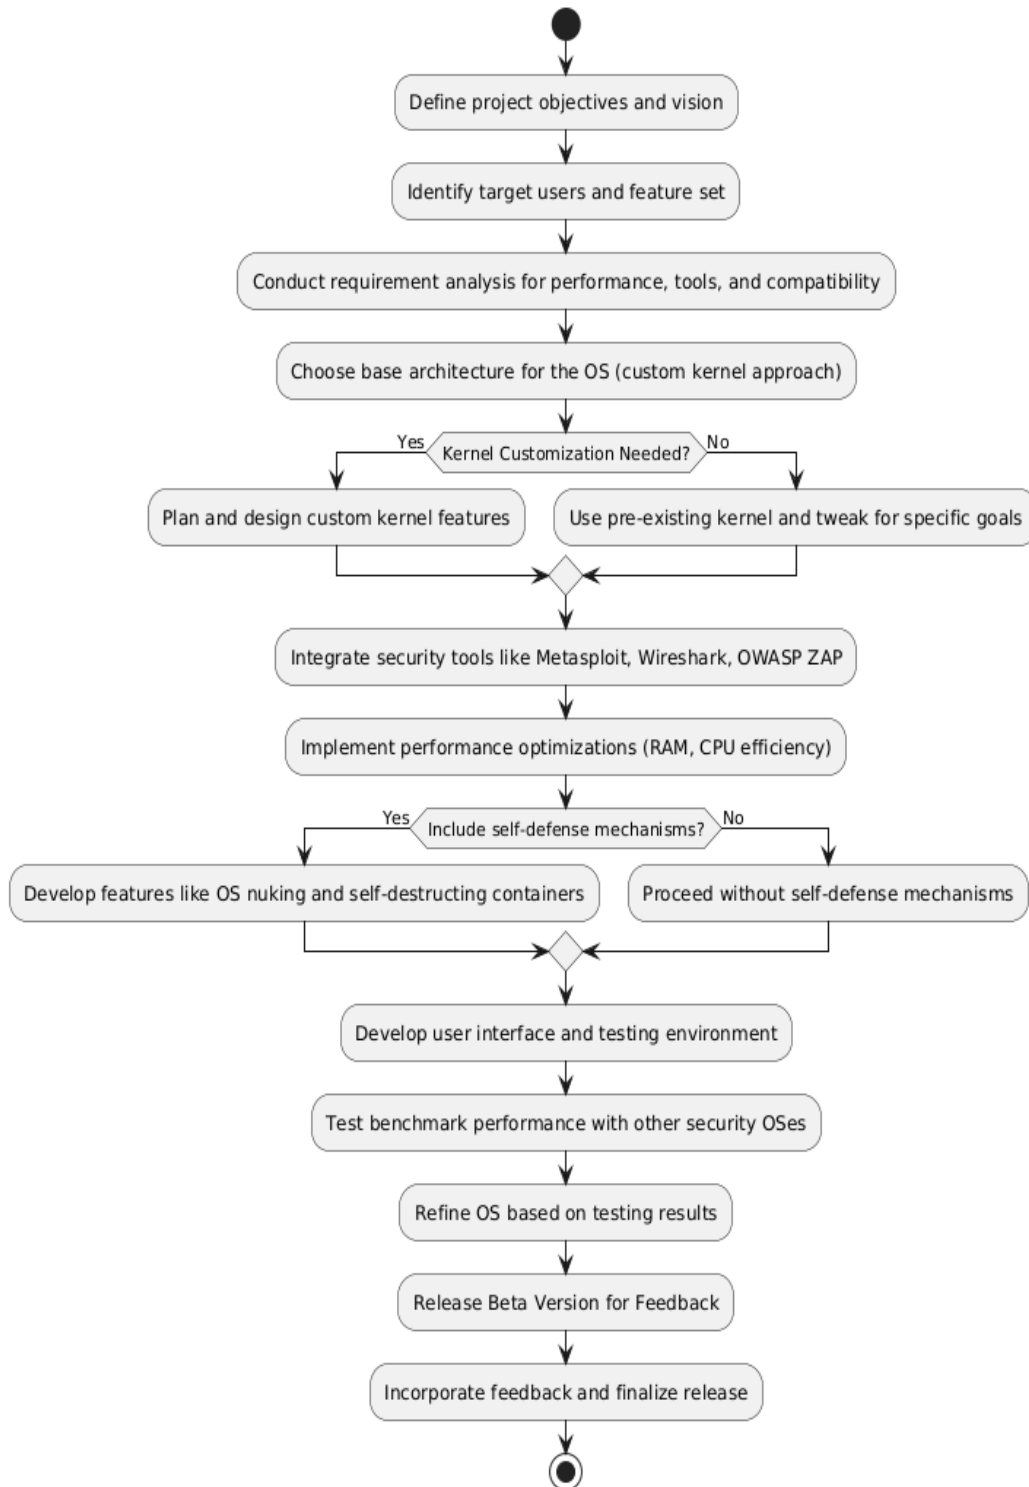 Define project objectives and vision
Identify target users and feature set
Conduct requirement analysis for performance, tools, and compatibility
Choose base architecture for the OS (custom kernel approach)
Yes
Kernel Customization Needed?
No
Plan and design custom kernel features
Use pre-existing kernel and tweak for specific goals
Integrate security tools like Metasploit, Wireshark, OWASP ZAP
Implement performance optimizations (RAM, CPU efficiency)
Yes
Include self-defense mechanisms?
No
Develop features like OS nuking and self-destructing containers
Proceed without self-defense mechanisms
Develop user interface and testing environment
Test benchmark performance with other security OSes
Refine OS based on testing results
Release Beta Version for Feedback
Incorporate feedback and finalize release